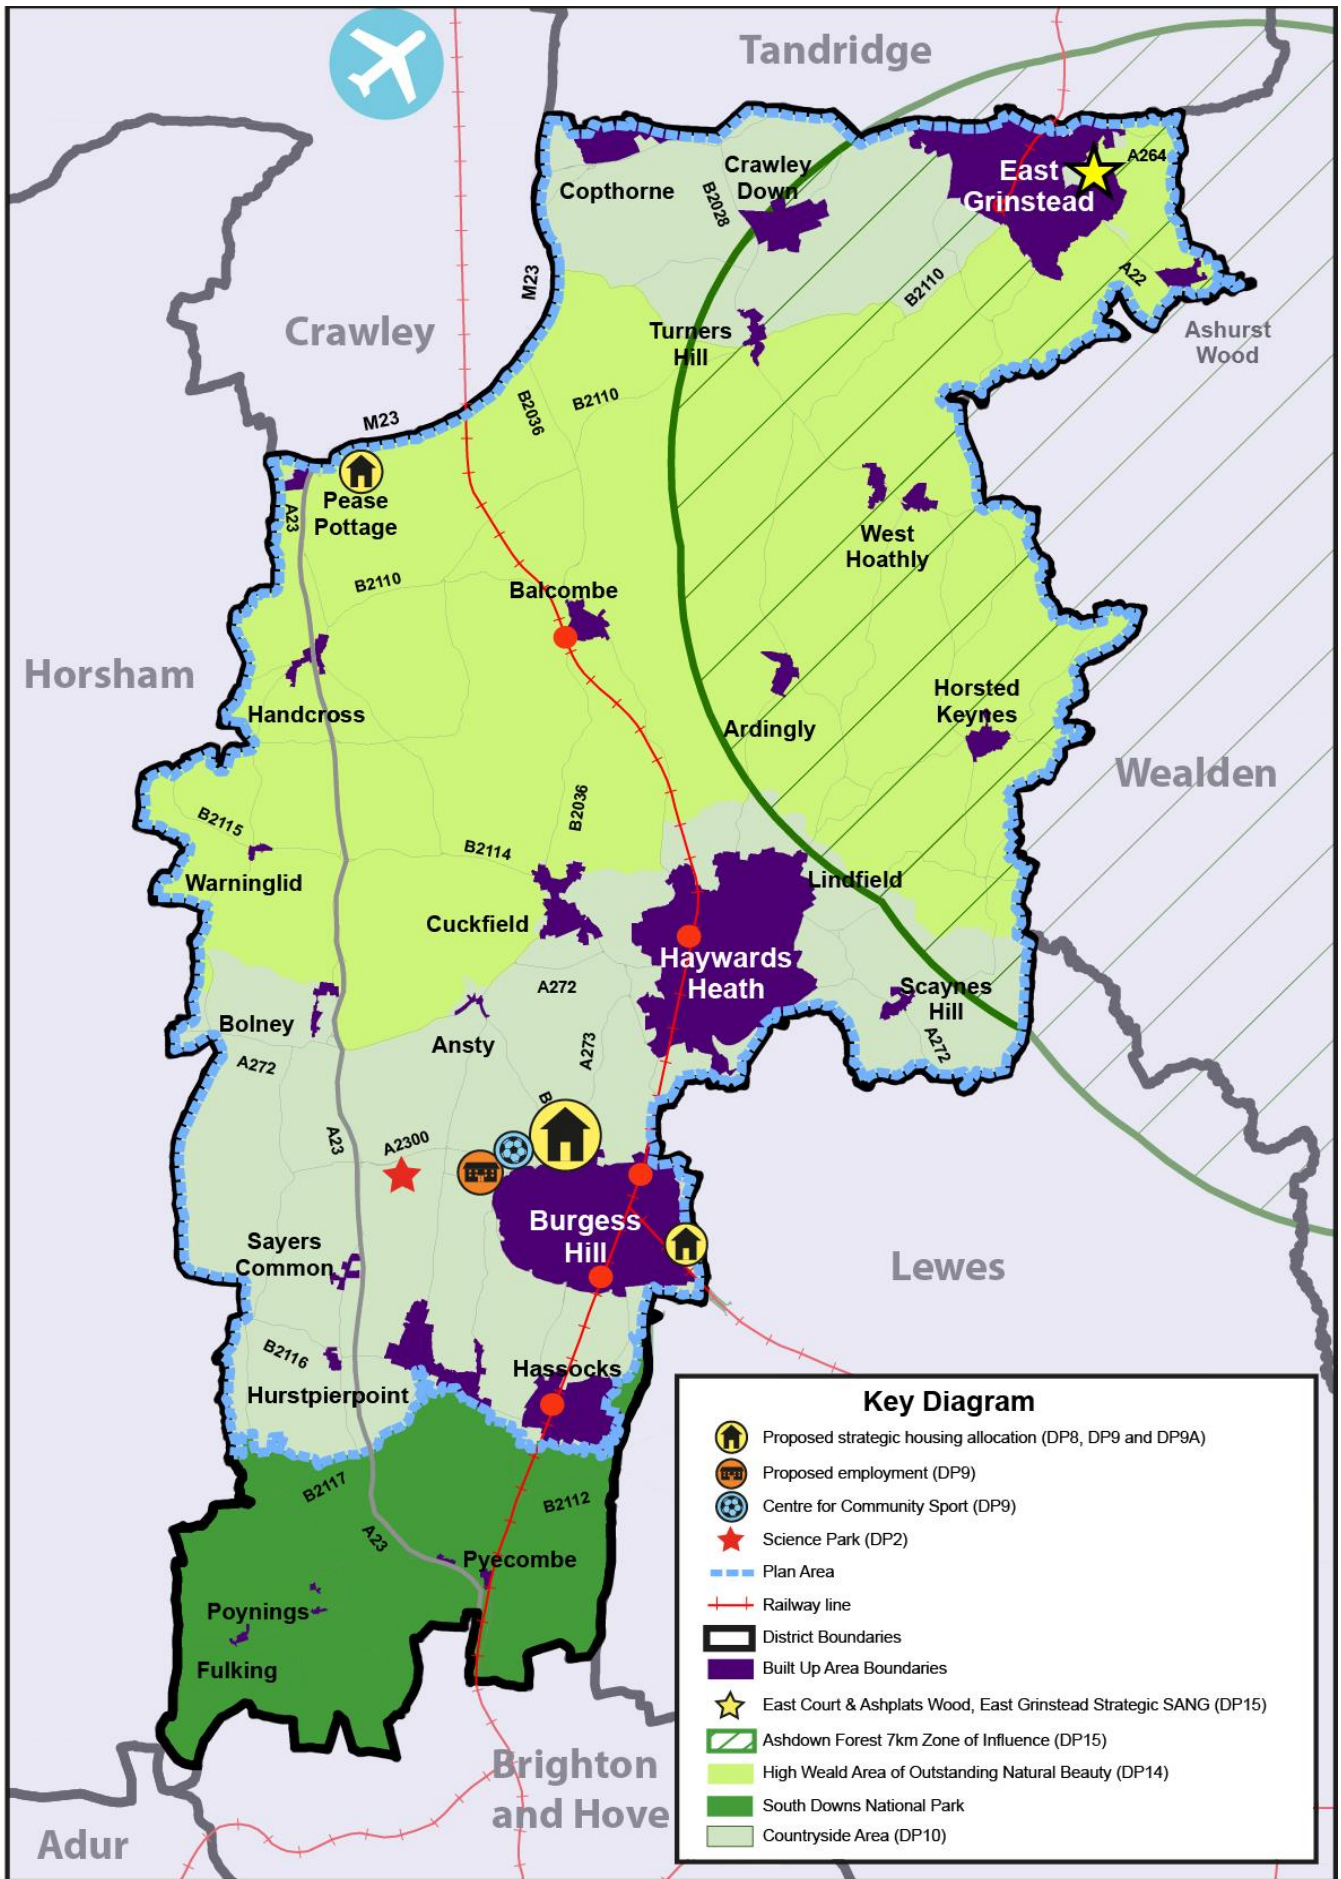 Tandridge
A264
Crawley
Down
East
Grinstead
Copthorne
B2028
M23
B2110
A22
Crawley
Turners
Hill
Ashurst
Wood
B2036
B2110
M23
Pease
Pottage
A23
West
Hoathly
B2110
Balcombe
Horsham
Handcross
Ardingly
Horsted
Keynes
Wealden
B2115
B2036
B2114
Warninglid
Cuckfield
Lindfield
Haywards
Heath
A272
Scaynes
Hill
Bolney
Ansty
A273
A272
A272
B
A23
A2300
Burgess
Hill
Sayers
Common
Lewes
B2116
Hurstpierpoint
Hassocks
B2117
B2112
A23
Pyecombe
Poynings
Fulking
Brighton
and Hove
Adur
Key Diagram
Proposed strategic housing allocation (DP8, DP9 and DP9A)
Proposed employment (DP9)
Centre for Community Sport (DP9)
Science Park (DP2)
Plan Area
Railway line
District Boundaries
Built Up Area Boundaries
East Court & Ashplats Wood, East Grinstead Strategic SANG (DP15)
Ashdown Forest 7km Zone of Influence (DP15)
High Weald Area of Outstanding Natural Beauty (DP14)
South Downs National Park
Countryside Area (DP10)